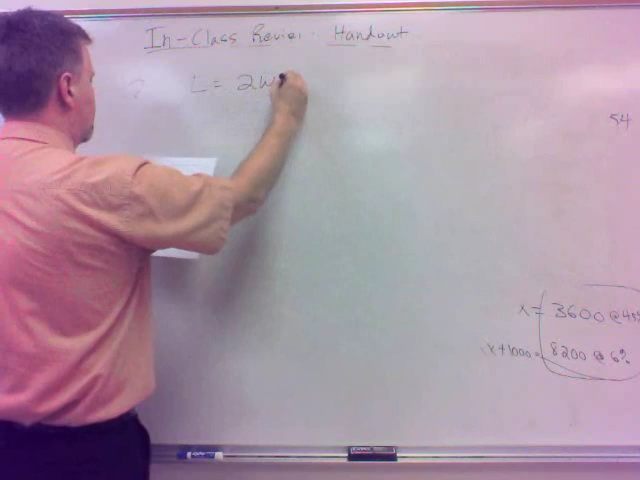 In-Class Review: Handout
L = 2W
54
x = 3600 @ 4%
x+1000 = 8200 @ 6%